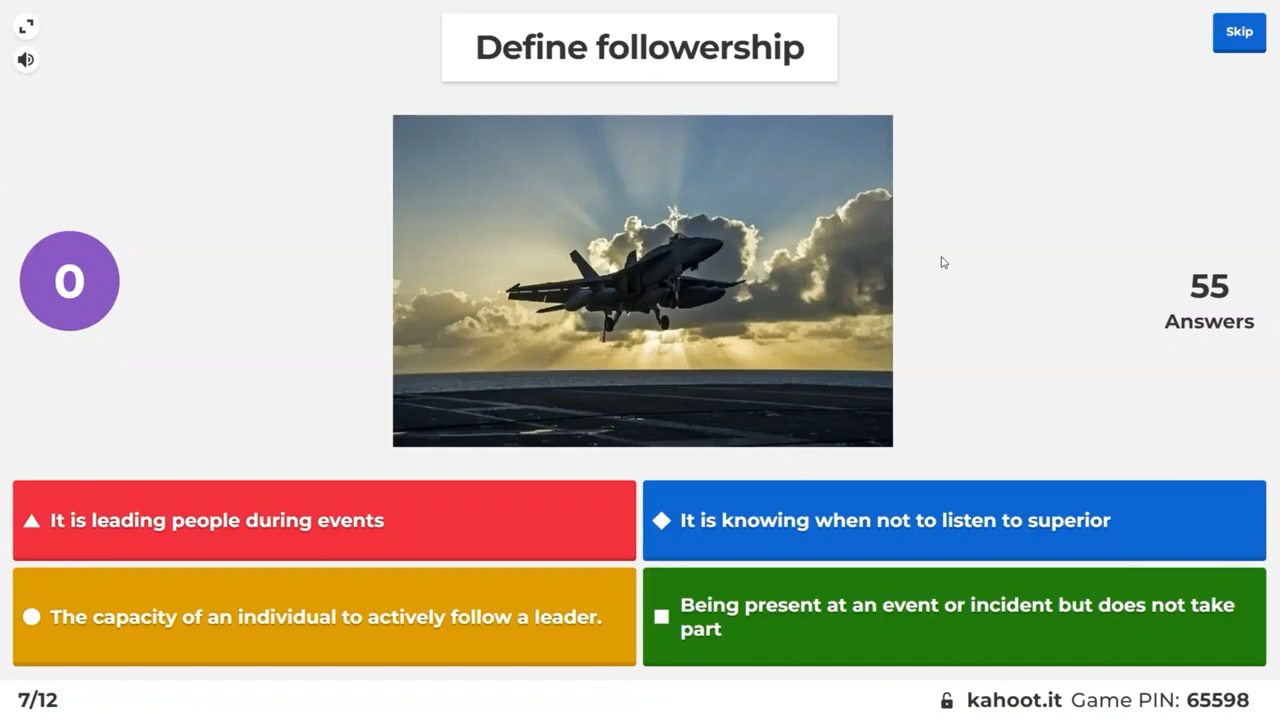 Define followership
Skip
0
55
Answers
It is leading people during events
It is knowing when not to listen to superior
The capacity of an individual to actively follow a leader.
Being present at an event or incident but does not take
part
7/12
kahoot.it Game PIN: 65598